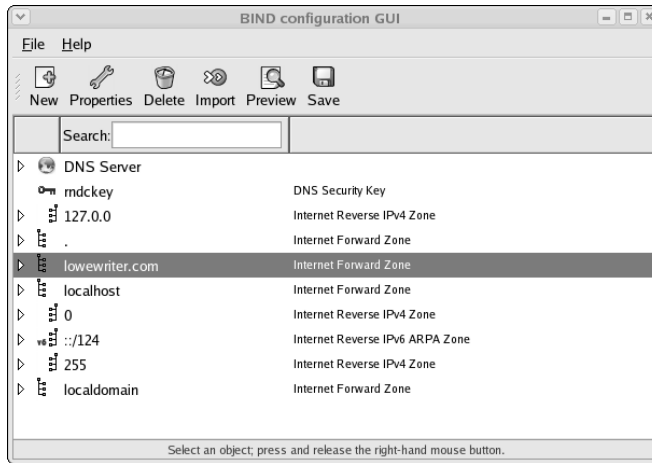 BIND configuration GUI
File Help
New Properties Delete Import Preview Save
Search:
DNS Server
rndckey DNS Security Key
127.0.0 Internet Reverse IPv4 Zone
. Internet Forward Zone
lowewriter.com Internet Forward Zone
localhost Internet Forward Zone
0 Internet Reverse IPv4 Zone
v6 ::/124 Internet Reverse IPv6 ARPA Zone
255 Internet Reverse IPv4 Zone
localdomain Internet Forward Zone
Select an object; press and release the right-hand mouse button.